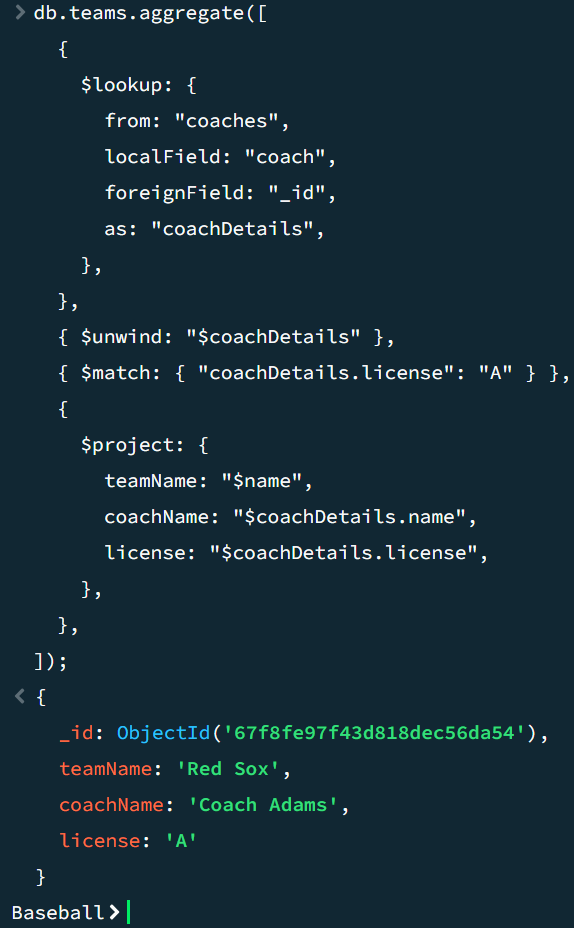 db.teams.aggregate([
{
$lookup: {
from: "coaches",
localField: "coach",
foreignField: "_id",
as: "coachDetails",
},
},
{ $unwind: "$coachDetails" },
{ $match: { "coachDetails.license": "A" } },
{
$project: {
teamName: "$name",
coachName: "$coachDetails.name",
license: "$coachDetails.license",
},
},
]);
{
_id: ObjectId('67f8fe97f43d818dec56da54'),
teamName: 'Red Sox',
coachName: 'Coach Adams',
license: 'A'
}
Baseball>